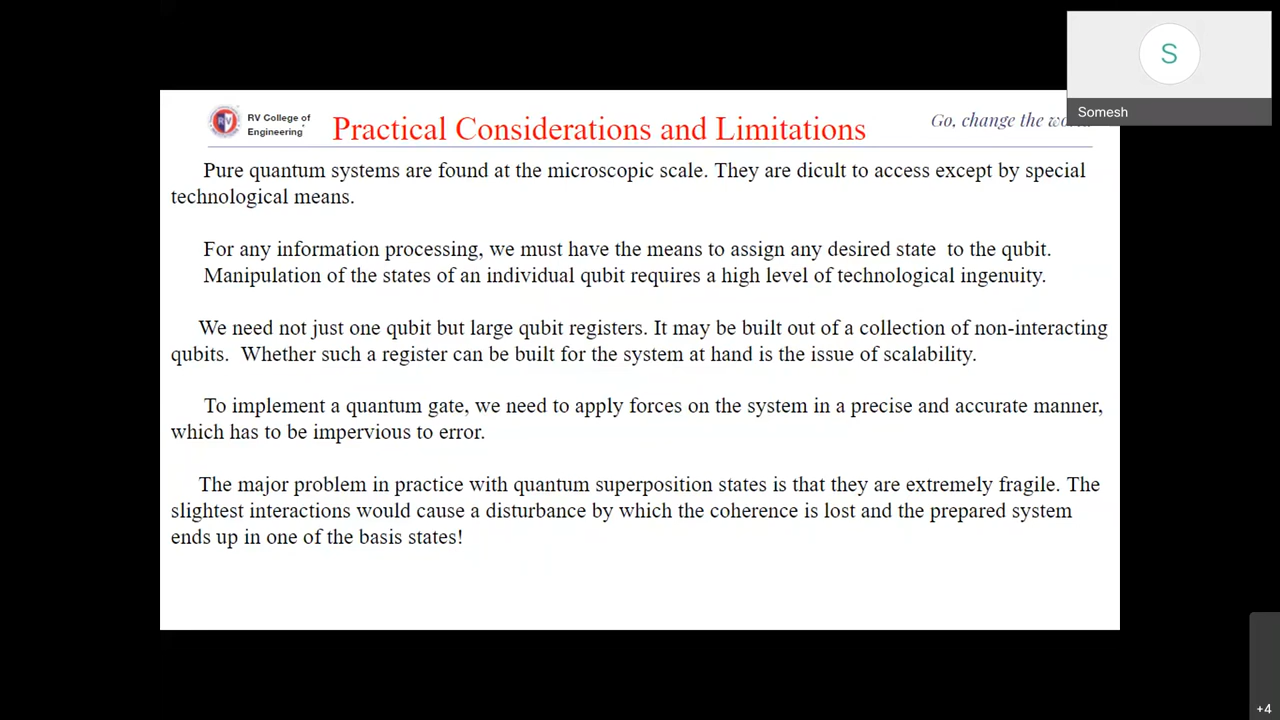 S
Somesh
RV College of
Engineering
Practical Considerations and Limitations
Go, change the
Pure quantum systems are found at the microscopic scale. They are dicult to access except by special
technological means.
For any information processing, we must have the means to assign any desired state to the qubit.
Manipulation of the states of an individual qubit requires a high level of technological ingenuity.
We need not just one qubit but large qubit registers. It may be built out of a collection of non-interacting
qubits. Whether such a register can be built for the system at hand is the issue of scalability.
To implement a quantum gate, we need to apply forces on the system in a precise and accurate manner,
which has to be impervious to error.
The major problem in practice with quantum superposition states is that they are extremely fragile. The
slightest interactions would cause a disturbance by which the coherence is lost and the prepared system
ends up in one of the basis states!
+4